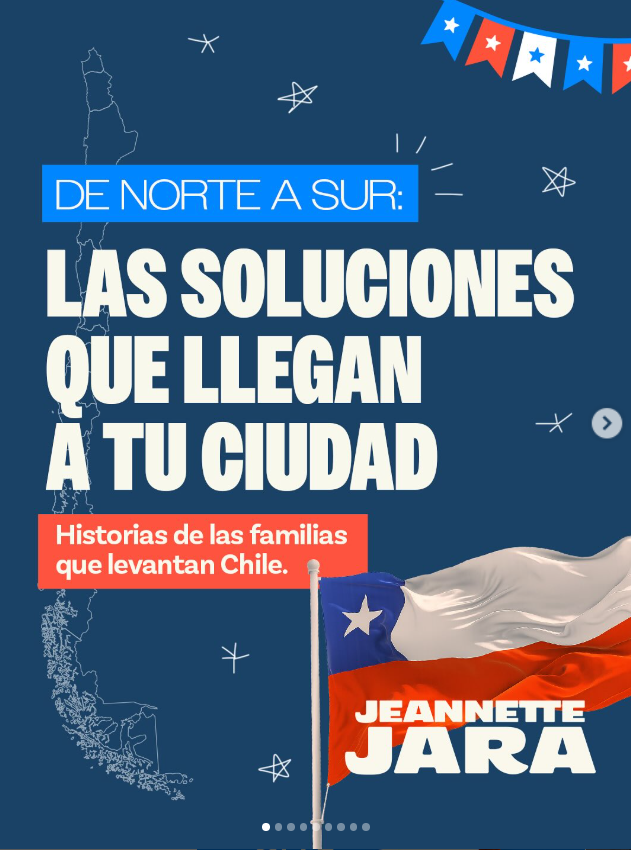 DE NORTE A SUR:
LAS SOLUCIONES
QUE LLEGAN
A TU CIUDAD
Historias de las familias
que levantan Chile.
JEANNETTE
JARA